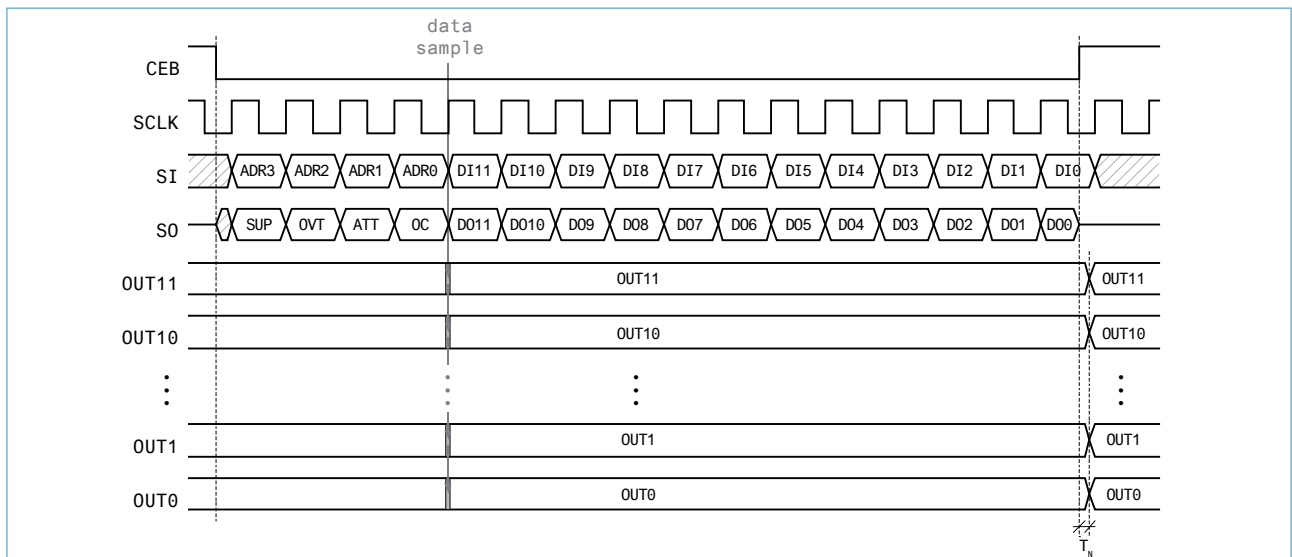 data
sample
CEB
SCLK
SI ADR3 ADR2 ADR1 ADR0 DI11 DI10 DI9 DI8 DI7 DI6 DI5 DI4 DI3 DI2 DI1 DI0
SO SUP OVT ATT OC DO11 DO10 DO9 DO8 DO7 DO6 DO5 DO4 DO3 DO2 DO1 DO0
OUT11 OUT11 OUT11
OUT10 OUT10 OUT10
OUT1 OUT1 OUT1
OUT0 OUT0 OUT0
TN